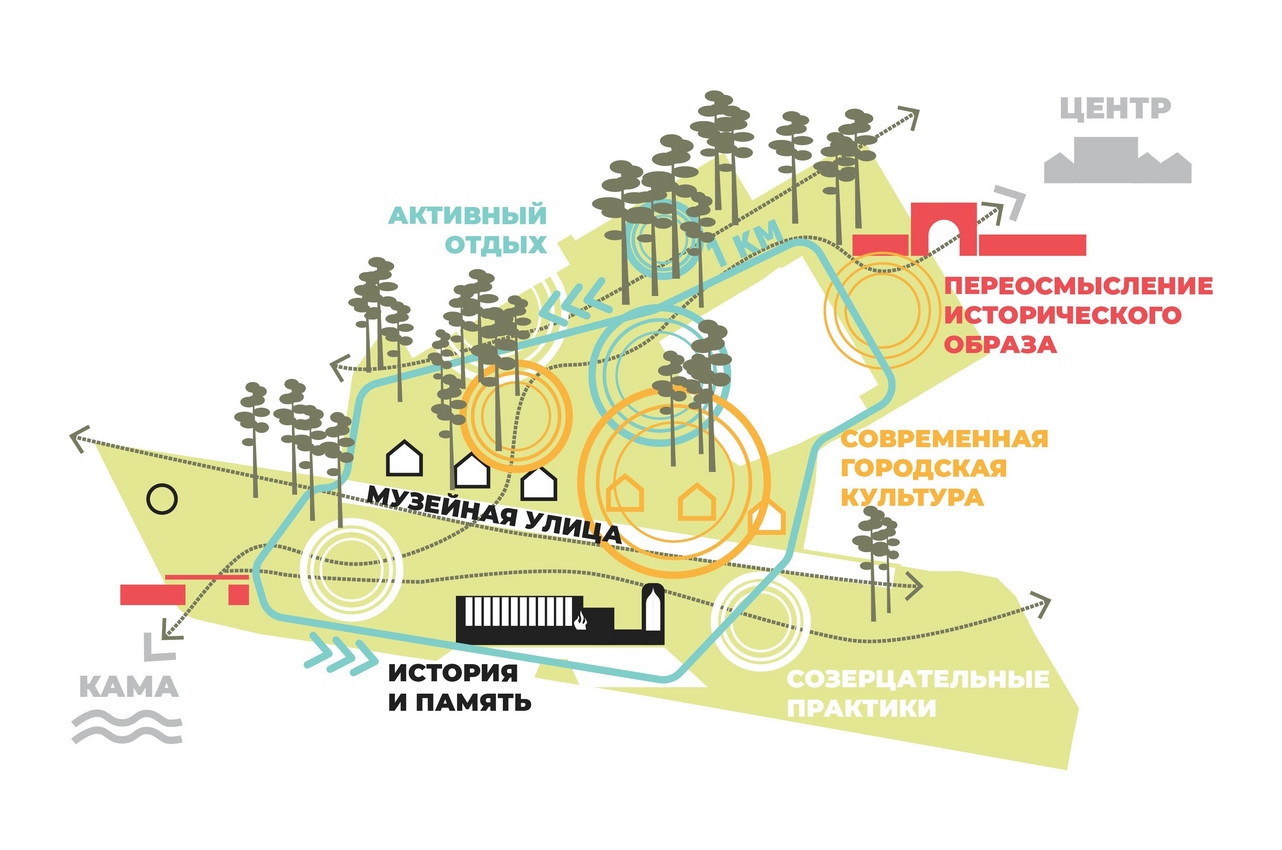 ЦЕНТР
АКТИВНЫЙ
ОТДЫХ
1 КМ
ПЕРЕОСМЫСЛЕНИЕ
ИСТОРИЧЕСКОГО
ОБРАЗА
СОВРЕМЕННАЯ
ГОРОДСКАЯ
КУЛЬТУРА
МУЗЕЙНАЯ УЛИЦА
ИСТОРИЯ
И ПАМЯТЬ
КАМА
СОЗЕРЦАТЕЛЬНЫЕ
ПРАКТИКИ